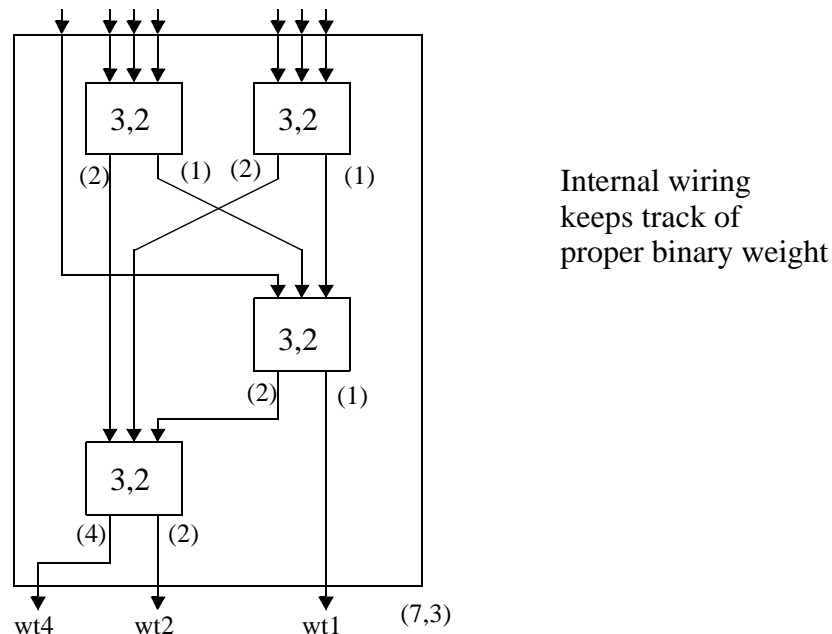 3,2
3,2
(2)
(1)
(2)
(1)
Internal wiring
keeps track of
proper binary weight
3,2
(2)
(1)
3,2
(4)
(2)
wt4
wt2
wt1
(7,3)